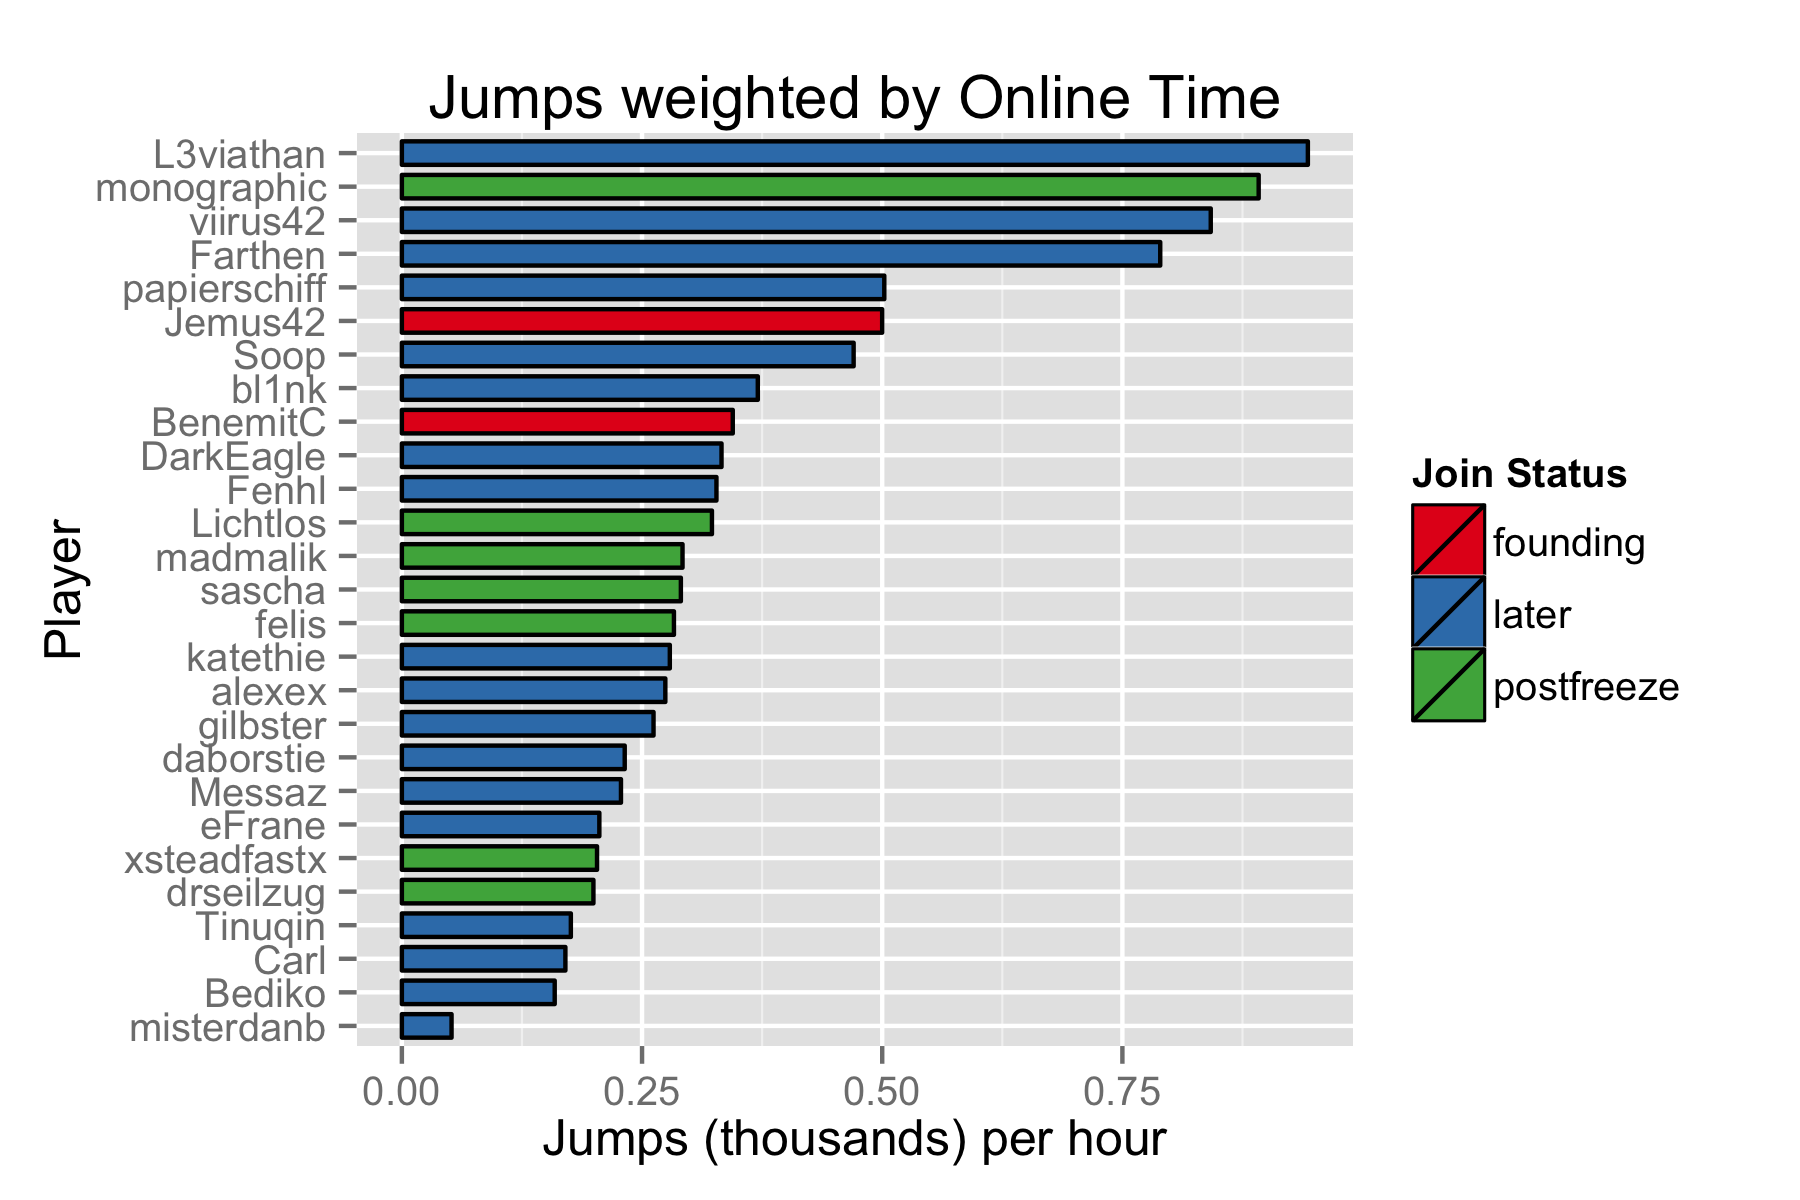 Jumps weighted by Online Time
L3viathan
monographic
viirus42
Farthen
papierschiff
Jemus42
Soop
bl1nk
BenemitC
DarkEagle
Fenhl
Lichtlos
madmalik
sascha
felis
katethie
alexex
gilbster
daborstie
Messaz
eFrane
xsteadfastx
drseilzug
Tinuqin
Carl
Bediko
misterdanb
Player
0.00 0.25 0.50 0.75
Jumps (thousands) per hour
Join Status
founding
later
postfreeze